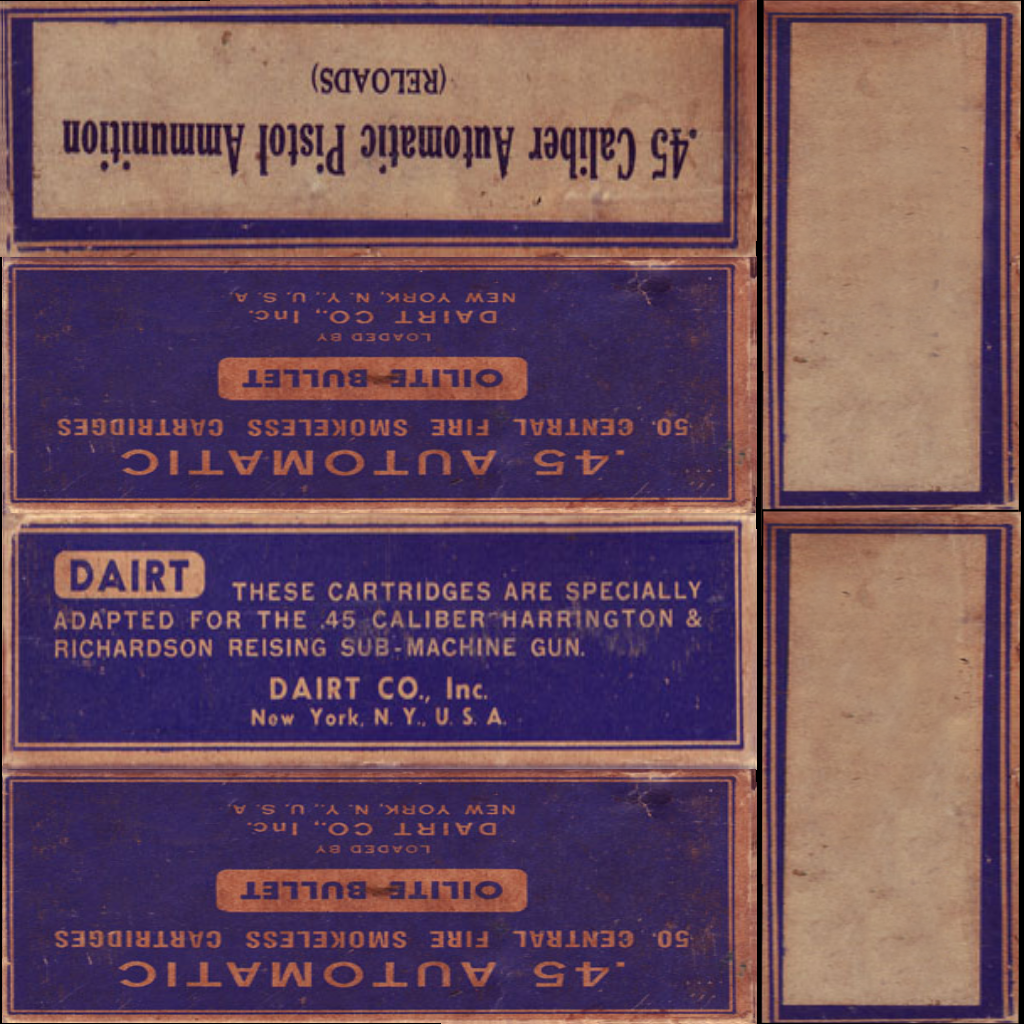 .45 Caliber Automatic Pistol Ammunition
(RELOADS)
.45 AUTOMATIC
50 CENTRAL FIRE SMOKELESS CARTRIDGES
OILITE BULLET
LOADED BY
DAIRT CO., Inc.
NEW YORK, N. Y., U. S. A.
DAIRT THESE CARTRIDGES ARE SPECIALLY
ADAPTED FOR THE .45 CALIBER HARRINGTON &
RICHARDSON REISING SUB-MACHINE GUN.
DAIRT CO., Inc.
New York, N. Y., U. S. A.
.45 AUTOMATIC
50 CENTRAL FIRE SMOKELESS CARTRIDGES
OILITE BULLET
LOADED BY
DAIRT CO., Inc.
NEW YORK, N. Y., U. S. A